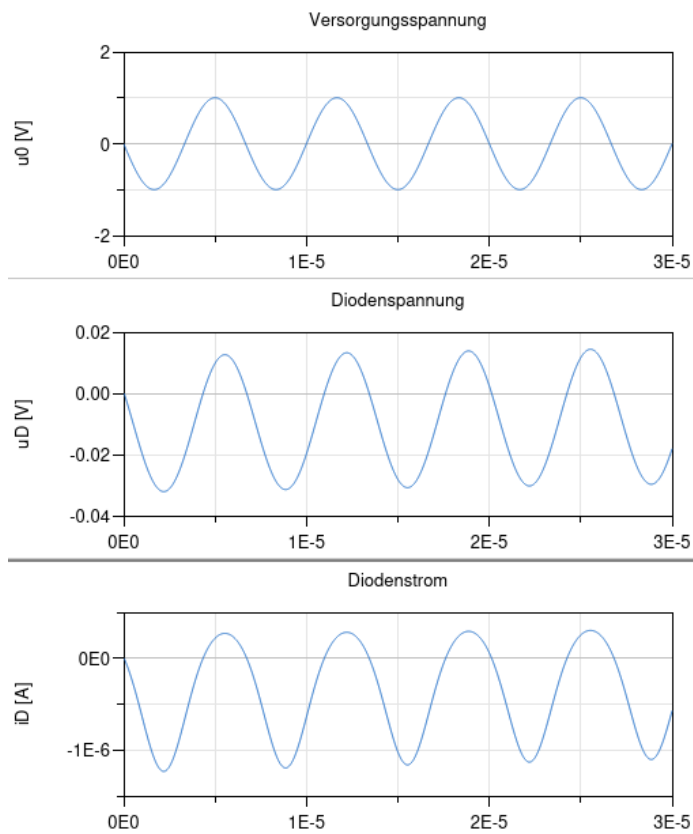 Versorgungsspannung
2
0
-2
u0 [V]
0E0 1E-5 2E-5 3E-5
Diodenspannung
0.02
0.00
-0.02
-0.04
uD [V]
0E0 1E-5 2E-5 3E-5
Diodenstrom
0E0
-1E-6
iD [A]
0E0 1E-5 2E-5 3E-5